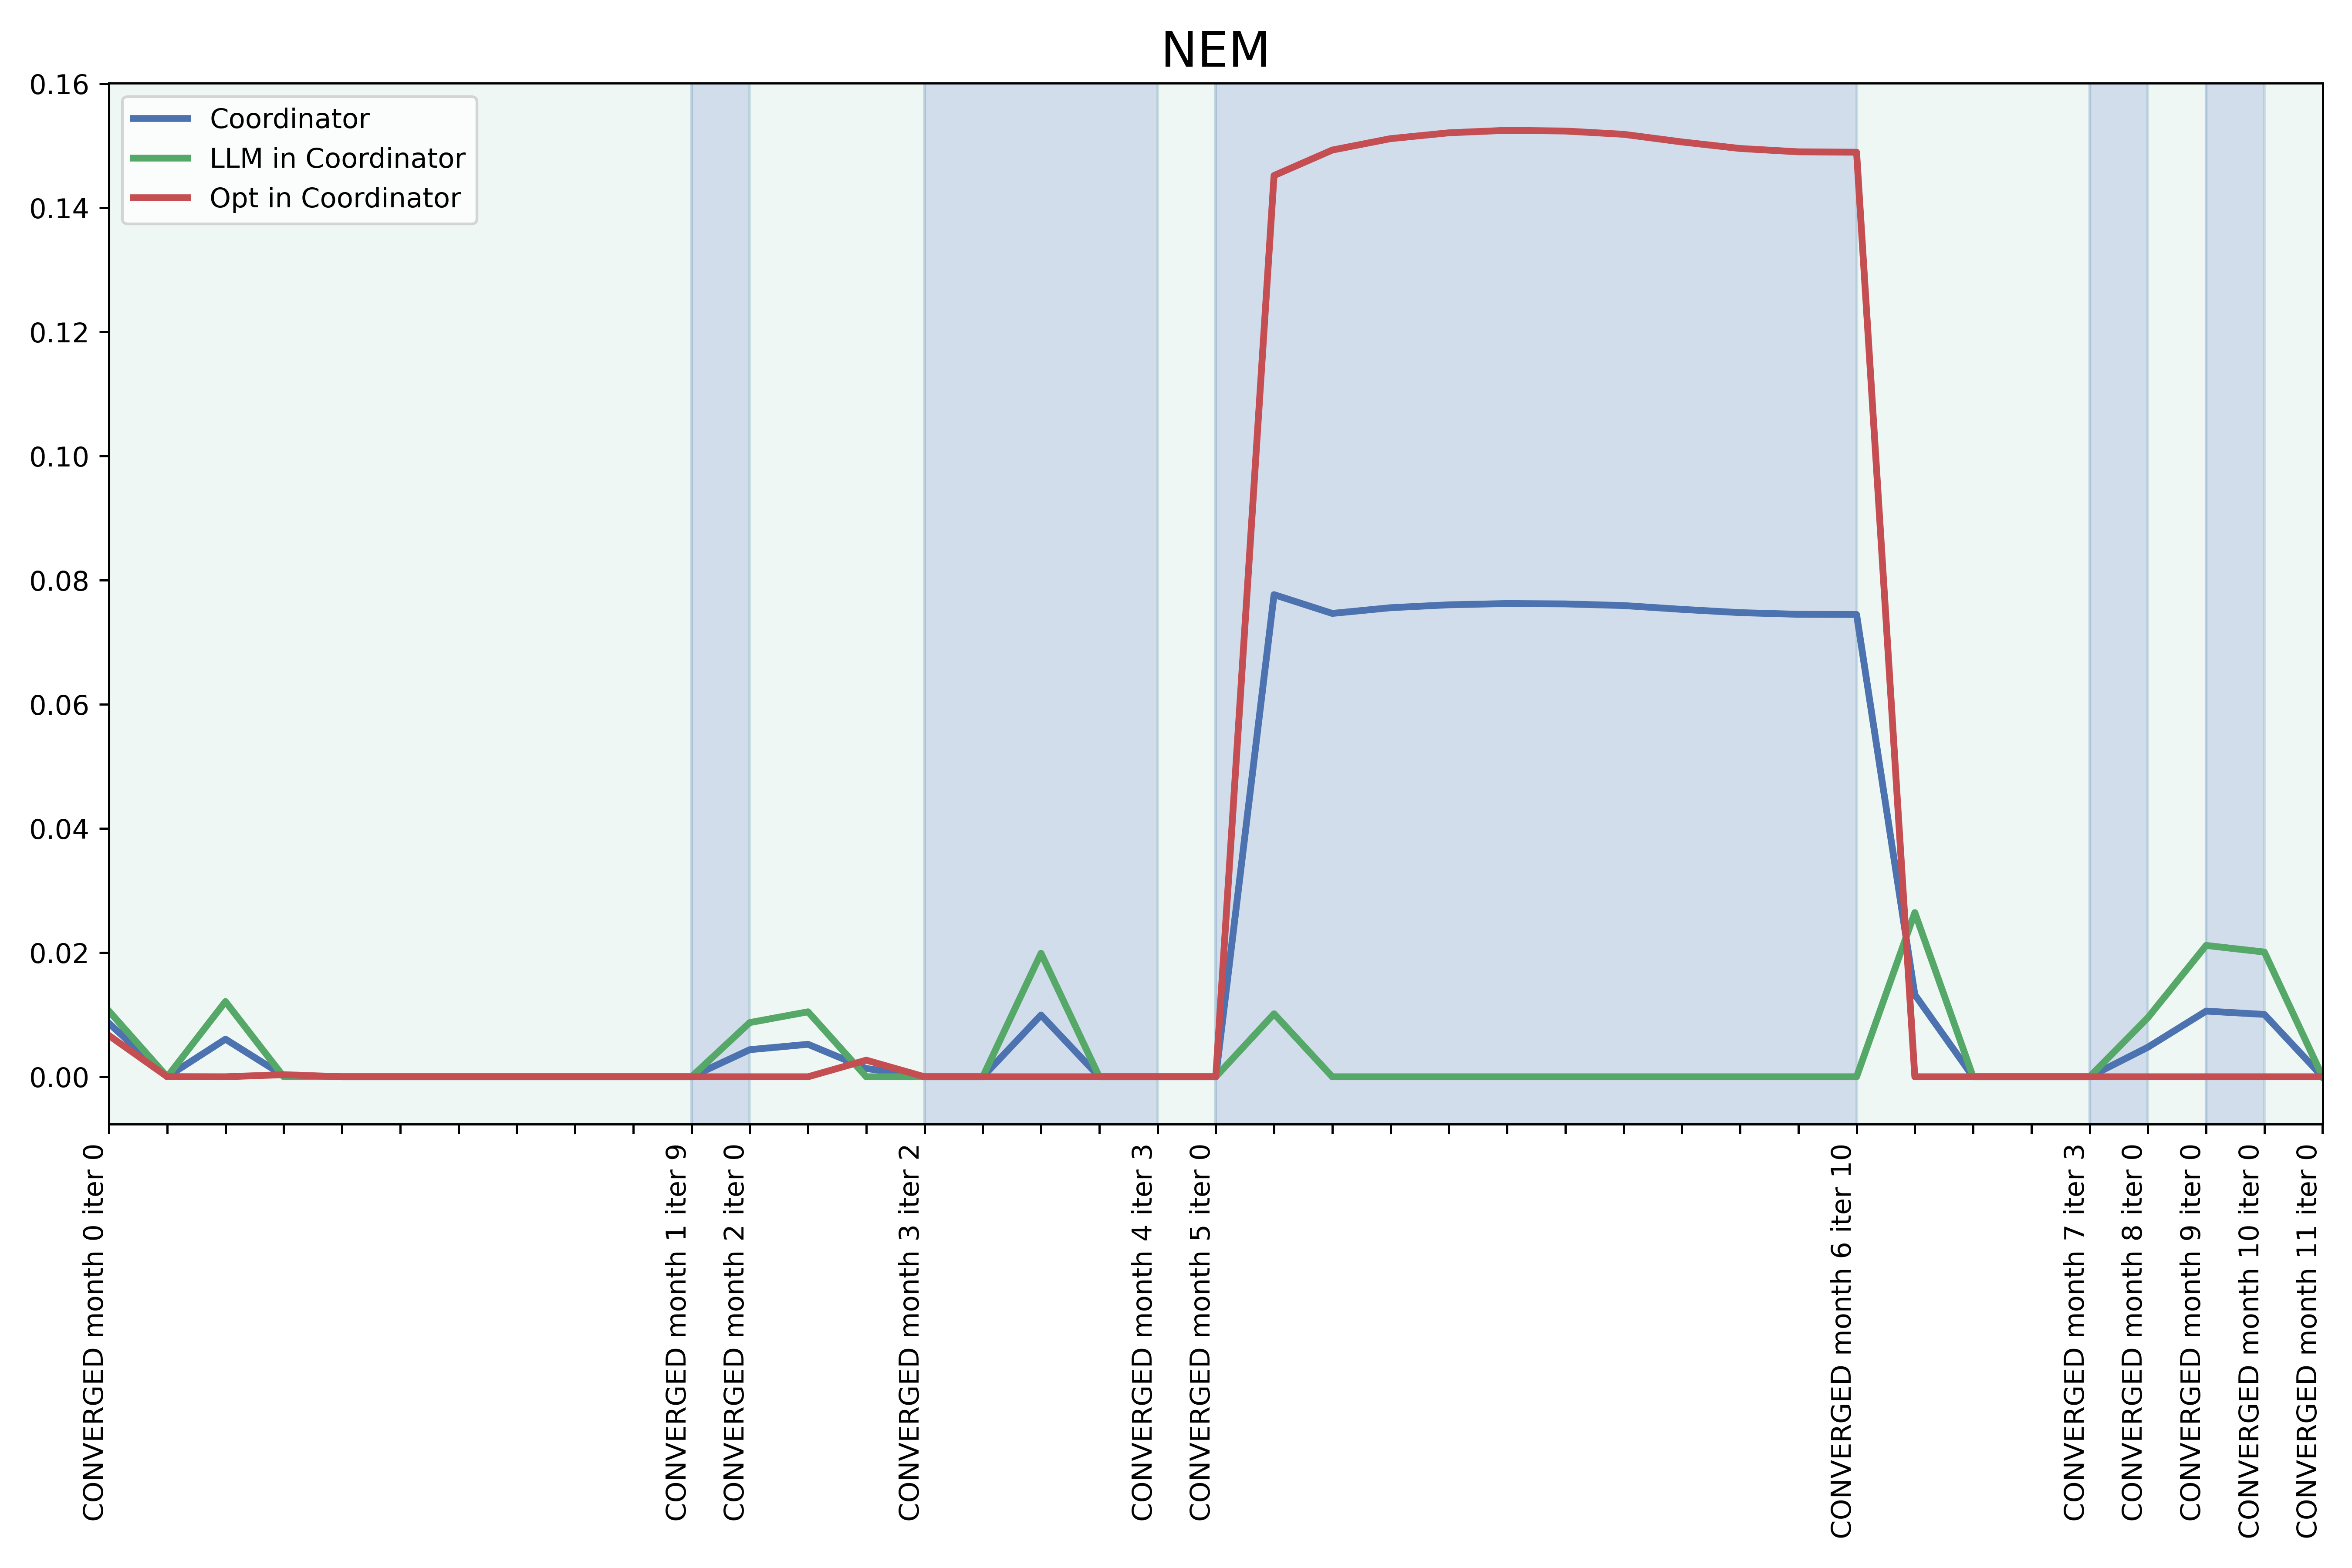 NEM
0.16
0.14
0.12
0.10
0.08
0.06
0.04
0.02
0.00
Coordinator
LLM in Coordinator
Opt in Coordinator
CONVERGED month 0 iter 0
CONVERGED month 1 iter 9
CONVERGED month 2 iter 0
CONVERGED month 3 iter 2
CONVERGED month 4 iter 3
CONVERGED month 5 iter 0
CONVERGED month 6 iter 10
CONVERGED month 7 iter 3
CONVERGED month 8 iter 0
CONVERGED month 9 iter 0
CONVERGED month 10 iter 0
CONVERGED month 11 iter 0